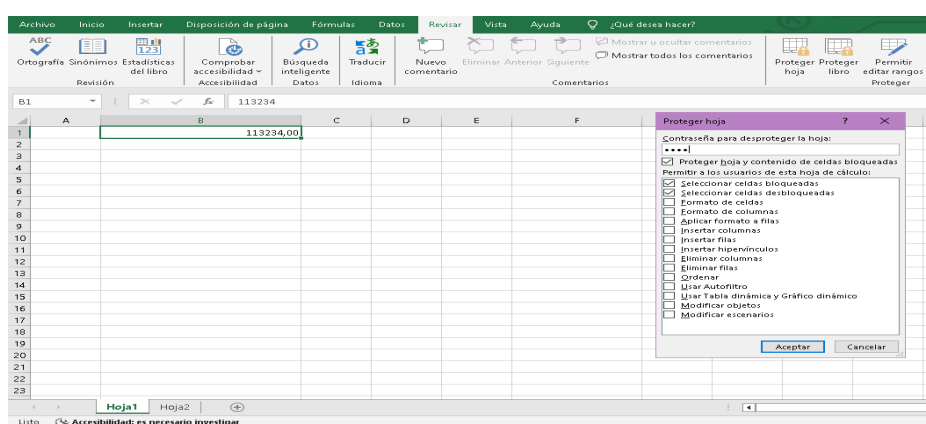 Archivo Inicio Insertar Disposición de página Fórmulas Datos Revisar Vista Ayuda ¿Qué desea hacer?
ABC 123 Mostrar u ocultar comentarios
Mostrar todos los comentarios
Ortografía Sinónimos Estadísticas del libro Comprobar accesibilidad Búsqueda inteligente Traducir Nuevo comentario Eliminar Anterior Siguiente Proteger hoja Proteger libro Permitir editar rangos
Revisión Accesibilidad Datos Idioma Comentarios Proteger
B1 fx 113234
A B C D E F
1 113234,00
2
3
4
5
6
7
8
9
10
11
12
13
14
15
16
17
18
19
20
21
22
23
Proteger hoja ? ×
Contraseña para desproteger la hoja:
••••
Proteger hoja y contenido de celdas bloqueadas
Permitir a los usuarios de esta hoja de cálculo:
Seleccionar celdas bloqueadas
Seleccionar celdas desbloqueadas
Formato de celdas
Formato de columnas
Aplicar formato a filas
Insertar columnas
Insertar filas
Insertar hipervínculos
Eliminar columnas
Eliminar filas
Ordenar
Usar Autofiltro
Usar Tabla dinámica y Gráfico dinámico
Modificar objetos
Modificar escenarios
Aceptar Cancelar
Hoja1 Hoja2
Listo Accesibilidad: es necesario investigar